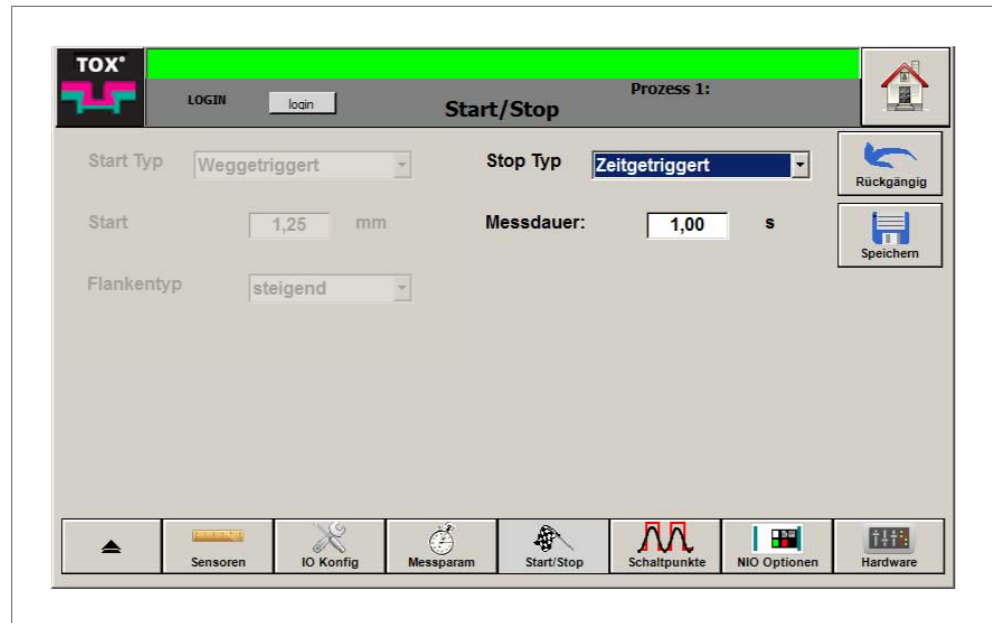 TOX®
LOGIN
login
Start/Stop
Prozess 1:
Start Typ
Weggetriggert
Stop Typ
Zeitgetriggert
Rückgängig
Start
1,25
mm
Messdauer:
1,00
s
Speichern
Flankentyp
steigend
Sensoren
IO Konfig
Messparam
Start/Stop
Schaltpunkte
NIO Optionen
Hardware